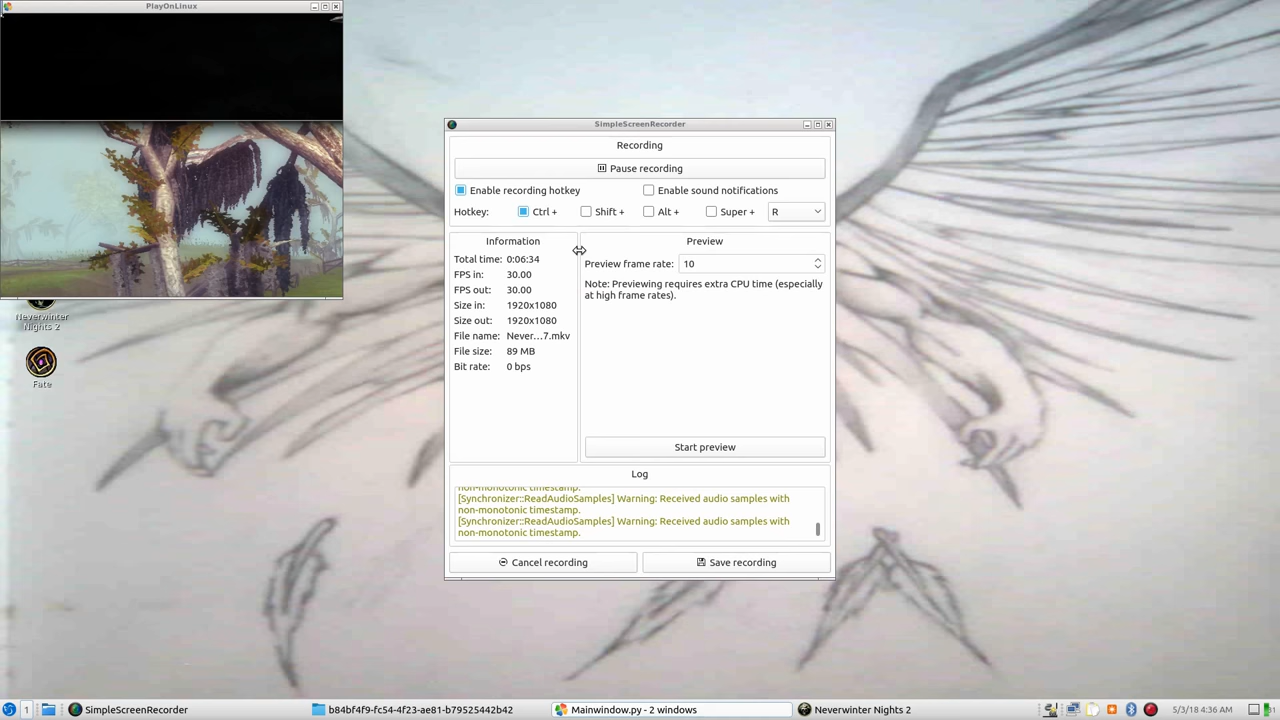 PlayOnLinux
Neverwinter
Nights 2
Fate
SimpleScreenRecorder
Recording
Pause recording
Enable recording hotkey
Enable sound notifications
Hotkey: Ctrl + Shift + Alt + Super + R
Information
Total time: 0:06:34
FPS in: 30.00
FPS out: 30.00
Size in: 1920x1080
Size out: 1920x1080
File name: Never…7.mkv
File size: 89 MB
Bit rate: 0 bps
Preview
Preview frame rate: 10
Note: Previewing requires extra CPU time (especially
at high frame rates).
Start preview
Log
non-monotonic timestamp.
[Synchronizer::ReadAudioSamples] Warning: Received audio samples with
non-monotonic timestamp.
[Synchronizer::ReadAudioSamples] Warning: Received audio samples with
non-monotonic timestamp.
Cancel recording
Save recording
1
SimpleScreenRecorder
b84bf4f9-fc54-4f23-ae81-b79525442b42
Mainwindow.py - 2 windows
Neverwinter Nights 2
5/3/18 4:36 AM